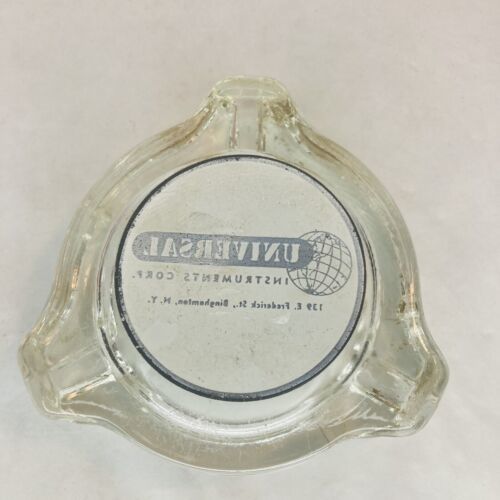 UNIVERSAL
INSTRUMENTS CORP.
139 E. Frederick St., Binghamton, N. Y.